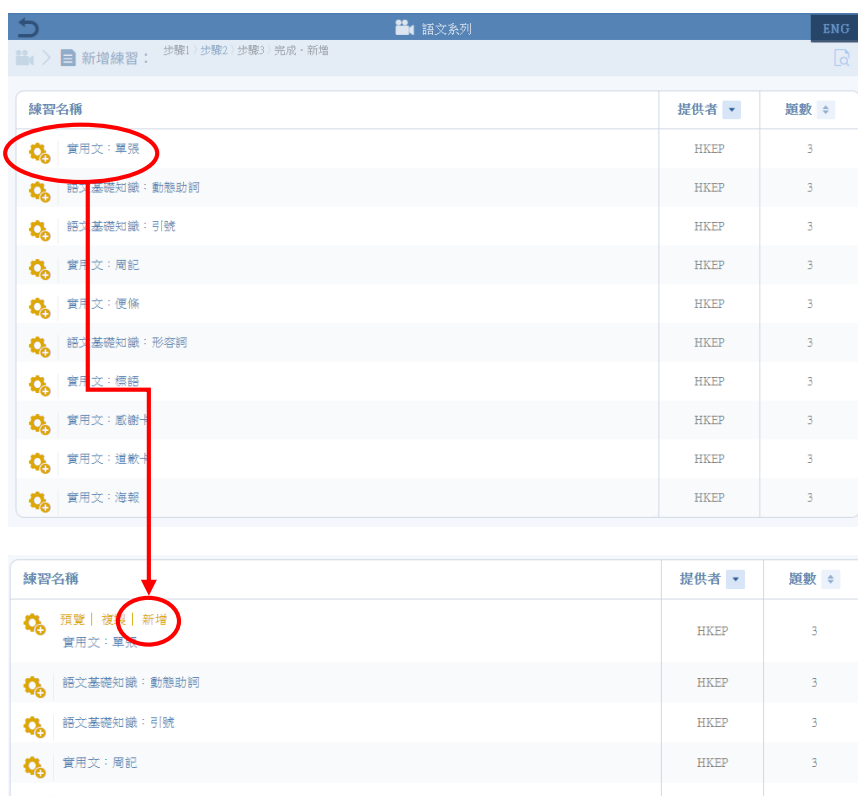 語文系列
ENG
新增練習： 步驟1 步驟2 步驟3 完成・新增
練習名稱 提供者 題數
實用文：單張 HKEP 3
語文基礎知識：動態助詞 HKEP 3
語文基礎知識：引號 HKEP 3
實用文：周記 HKEP 3
實用文：便條 HKEP 3
語文基礎知識：形容詞 HKEP 3
實用文：標語 HKEP 3
實用文：感謝卡 HKEP 3
實用文：道歉卡 HKEP 3
實用文：海報 HKEP 3
練習名稱 提供者 題數
預覽｜ 複製｜ 新增
實用文：單張 HKEP 3
語文基礎知識：動態助詞 HKEP 3
語文基礎知識：引號 HKEP 3
實用文：周記 HKEP 3